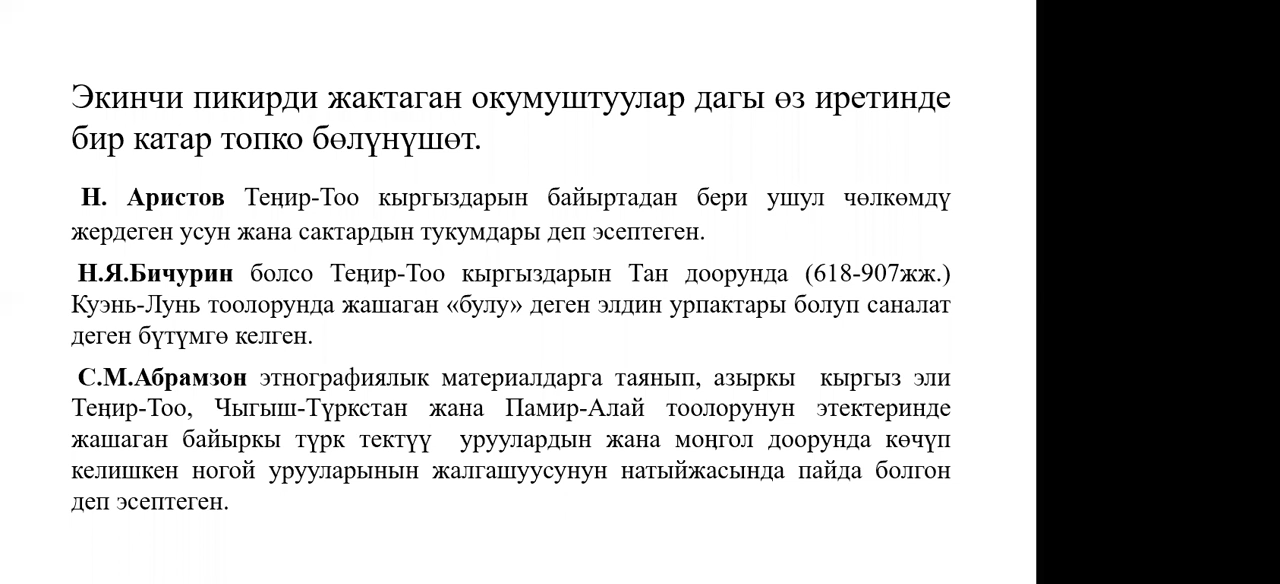 Экинчи пикирди жактаган окумуштуулар дагы өз иретинде
бир катар топко бөлүнүшөт.
Н. Аристов Теңир-Тоо кыргыздарын байыртадан бери ушул чөлкөмдү
жердеген усун жана сактардын тукумдары деп эсептеген.
Н.Я.Бичурин болсо Теңир-Тоо кыргыздарын Тан доорунда (618-907жж.)
Куэнь-Лунь тоолорунда жашаган «булу» деген элдин урпактары болуп саналат
деген бүтүмгө келген.
С.М.Абрамзон этнографиялык материалдарга таянып, азыркы кыргыз эли
Теңир-Тоо, Чыгыш-Түркстан жана Памир-Алай тоолорунун этектеринде
жашаган байыркы түрк тектүү уруулардын жана моңгол доорунда көчүп
келишкен ногой урууларынын жалгашуусунун натыйжасында пайда болгон
деп эсептеген.